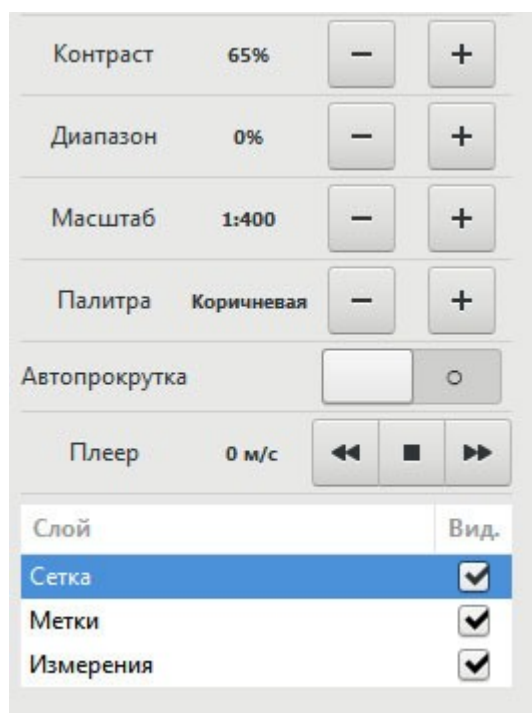 Контраст 65% − +
Диапазон 0% − +
Масштаб 1:400 − +
Палитра Коричневая − +
Автопрокрутка
Плеер 0 м/с
Слой Вид.
Сетка
Метки
Измерения